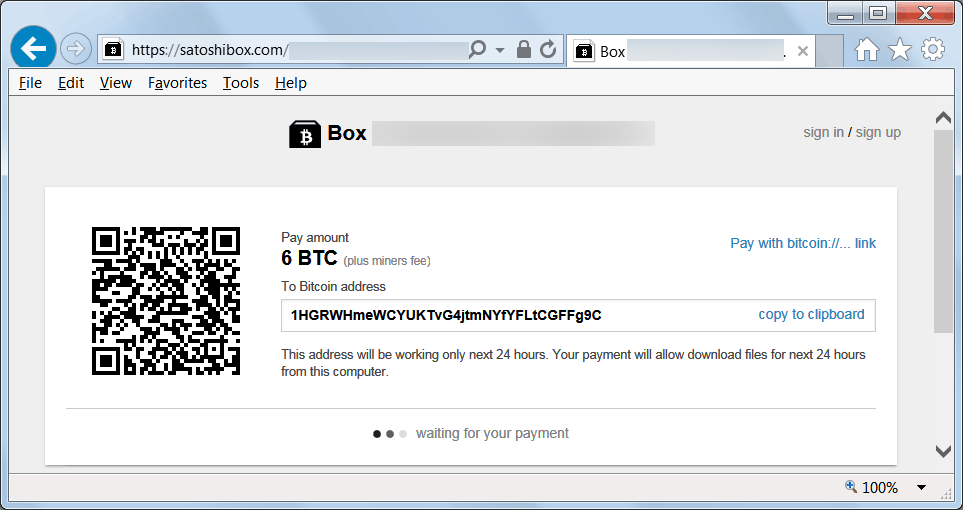 https://satoshibox.com/
Box .
File Edit View Favorites Tools Help
Box
sign in / sign up
Pay amount
6 BTC (plus miners fee)
Pay with bitcoin://... link
To Bitcoin address
1HGRWHmeWCYUKTvG4jtmNYfYFLtCGFFg9C
copy to clipboard
This address will be working only next 24 hours. Your payment will allow download files for next 24 hours
from this computer.
waiting for your payment
100%